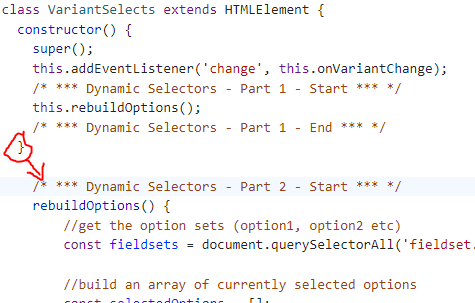 class VariantSelects extends HTMLElement {
constructor() {
super();
this.addEventListener('change', this.onVariantChange);
/* *** Dynamic Selectors - Part 1 - Start *** */
this.rebuildOptions();
/* *** Dynamic Selectors - Part 1 - End *** */
}
/* *** Dynamic Selectors - Part 2 - Start *** */
rebuildOptions() {
//get the option sets (option1, option2 etc)
const fieldsets = document.querySelectorAll('fieldset.
//build an array of currently selected options
const selectedOptions = [];